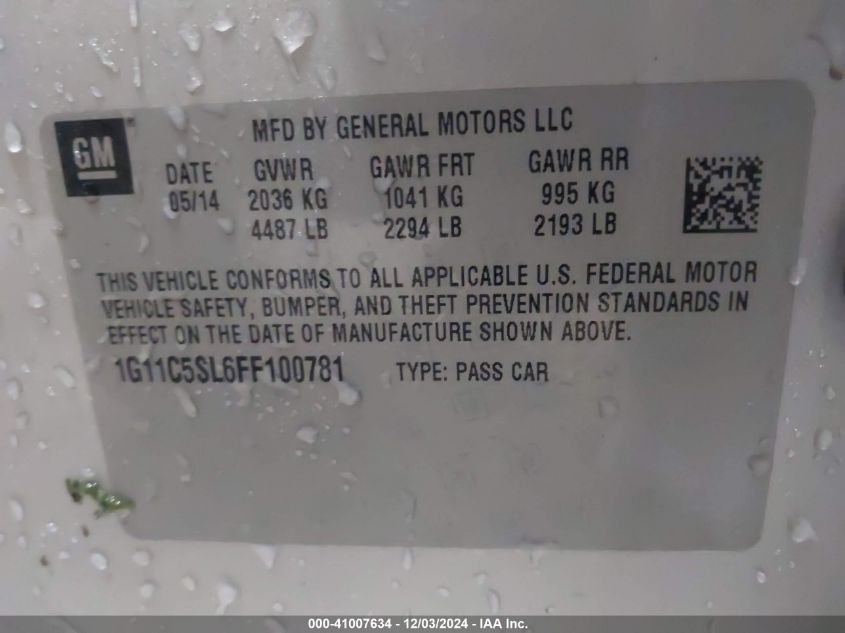 MFD BY GENERAL MOTORS LLC
GM
DATE GVWR GAWR FRT GAWR RR
05/14 2036 KG 1041 KG 995 KG
4487 LB 2294 LB 2193 LB
THIS VEHICLE CONFORMS TO ALL APPLICABLE U.S. FEDERAL MOTOR
VEHICLE SAFETY, BUMPER, AND THEFT PREVENTION STANDARDS IN
EFFECT ON THE DATE OF MANUFACTURE SHOWN ABOVE.
1G11C5SL6FF100781 TYPE: PASS CAR
000-41007634 - 12/03/2024 - IAA Inc.